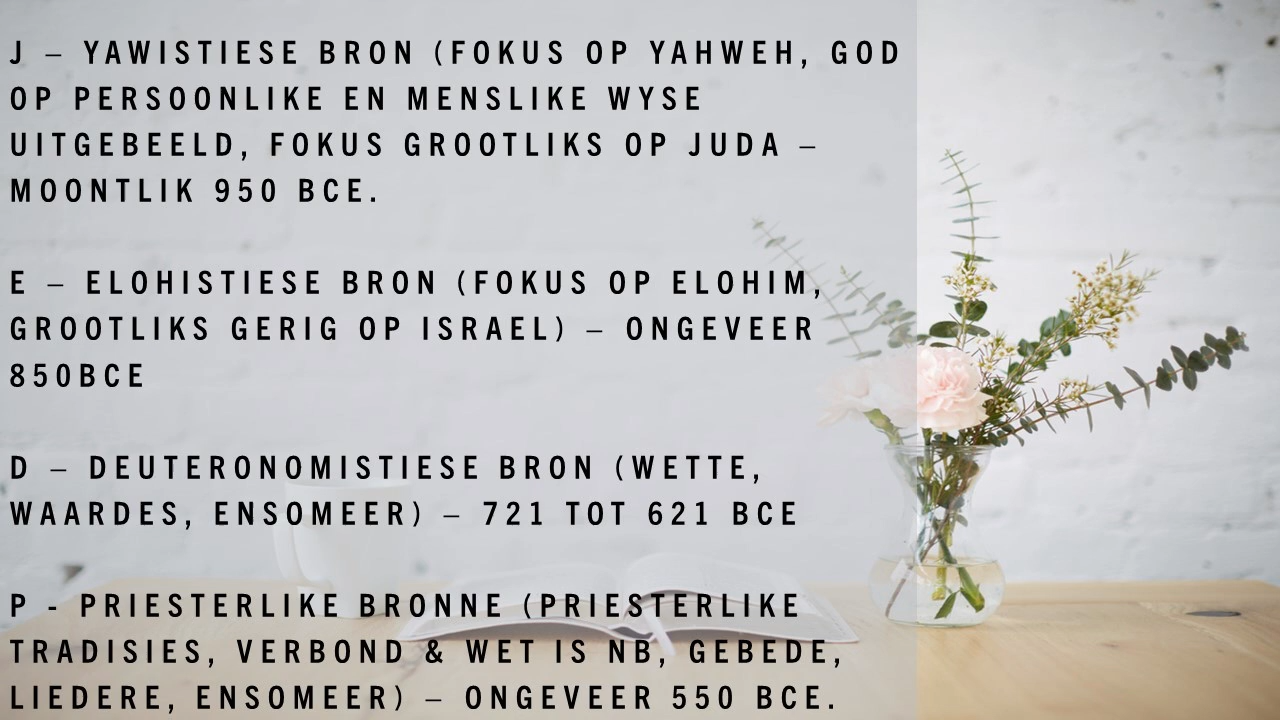 J – YAWISTIESE BRON (FOKUS OP YAHWEH, GOD
OP PERSOONLIKE EN MENSLIKE WYSE
UITGEBEELD, FOKUS GROOTLIKS OP JUDA –
MOONTLIK 950 BCE.
E – ELOHISTIESE BRON (FOKUS OP ELOHIM,
GROOTLIKS GERIG OP ISRAEL) – ONGEVEER
850BCE
D – DEUTERONOMISTIESE BRON (WETTE,
WAARDES, ENSOMEER) – 721 TOT 621 BCE
P - PRIESTERLIKE BRONNE (PRIESTERLIKE
TRADISIES, VERBOND & WET IS NB, GEBEDE,
LIEDERE, ENSOMEER) – ONGEVEER 550 BCE.